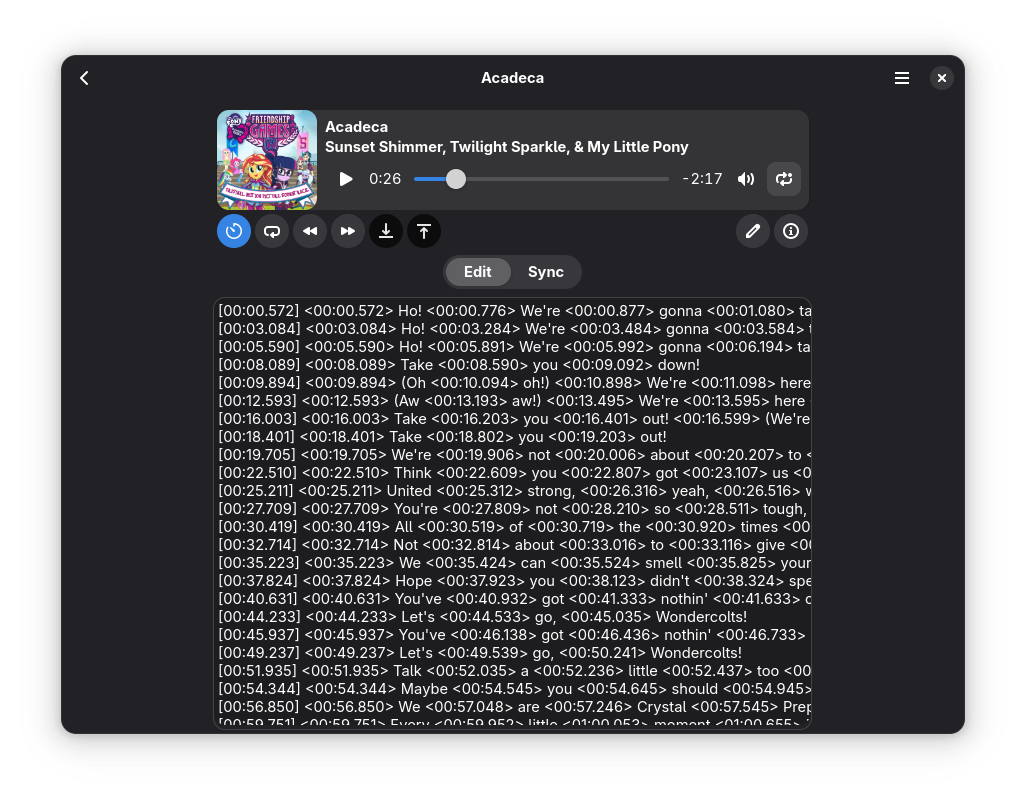 Acadeca
FRIENDSHIP
GAMES
Acadeca
Sunset Shimmer, Twilight Sparkle, & My Little Pony
0:26
-2:17
Edit
Sync
[00:00.572] <00:00.572> Ho! <00:00.776> We're <00:00.877> gonna <00:01.080> ta
[00:03.084] <00:03.084> Ho! <00:03.284> We're <00:03.484> gonna <00:03.584> t
[00:05.590] <00:05.590> Ho! <00:05.891> We're <00:05.992> gonna <00:06.194> ta
[00:08.089] <00:08.089> Take <00:08.590> you <00:09.092> down!
[00:09.894] <00:09.894> (Oh <00:10.094> oh!) <00:10.898> We're <00:11.098> here
[00:12.593] <00:12.593> (Aw <00:13.193> aw!) <00:13.495> We're <00:13.595> here
[00:16.003] <00:16.003> Take <00:16.203> you <00:16.401> out! <00:16.599> (We're
[00:18.401] <00:18.401> Take <00:18.802> you <00:19.203> out!
[00:19.705] <00:19.705> We're <00:19.906> not <00:20.006> about <00:20.207> to <
[00:22.510] <00:22.510> Think <00:22.609> you <00:22.807> got <00:23.107> us <0
[00:25.211] <00:25.211> United <00:25.312> strong, <00:26.316> yeah, <00:26.516> w
[00:27.709] <00:27.709> You're <00:27.809> not <00:28.210> so <00:28.511> tough,
[00:30.419] <00:30.419> All <00:30.519> of <00:30.719> the <00:30.920> times <00
[00:32.714] <00:32.714> Not <00:32.814> about <00:33.016> to <00:33.116> give <00
[00:35.223] <00:35.223> We <00:35.424> can <00:35.524> smell <00:35.825> your
[00:37.824] <00:37.824> Hope <00:37.923> you <00:38.123> didn't <00:38.324> spe
[00:40.631] <00:40.631> You've <00:40.932> got <00:41.333> nothin' <00:41.633> o
[00:44.233] <00:44.233> Let's <00:44.533> go, <00:45.035> Wondercolts!
[00:45.937] <00:45.937> You've <00:46.138> got <00:46.436> nothin' <00:46.733>
[00:49.237] <00:49.237> Let's <00:49.539> go, <00:50.241> Wondercolts!
[00:51.935] <00:51.935> Talk <00:52.035> a <00:52.236> little <00:52.437> too <00
[00:54.344] <00:54.344> Maybe <00:54.545> you <00:54.645> should <00:54.945>
[00:56.850] <00:56.850> We <00:57.048> are <00:57.246> Crystal <00:57.545> Prep
[00:59.751] <00:59.751> Every <00:59.952> little <01:00.053> moment <01:00.655>